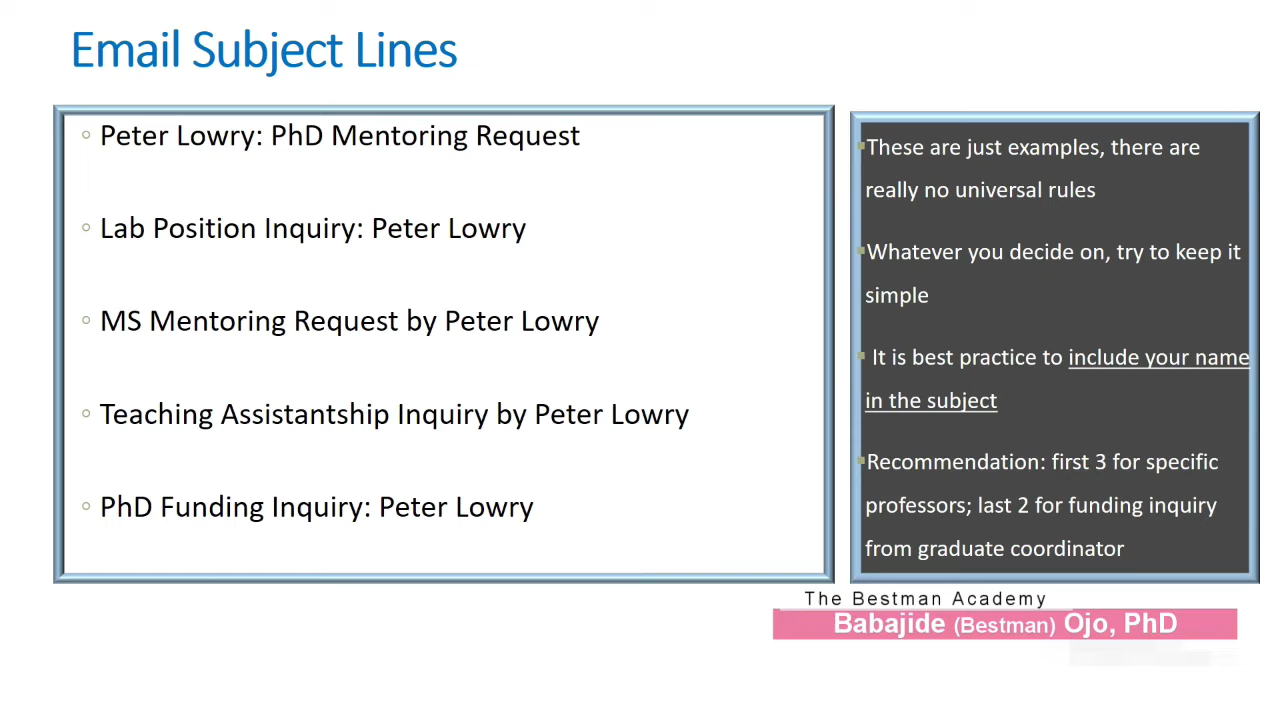 Email Subject Lines
Peter Lowry: PhD Mentoring Request
Lab Position Inquiry: Peter Lowry
MS Mentoring Request by Peter Lowry
Teaching Assistantship Inquiry by Peter Lowry
PhD Funding Inquiry: Peter Lowry
These are just examples, there are
really no universal rules
Whatever you decide on, try to keep it
simple
It is best practice to include your name
in the subject
Recommendation: first 3 for specific
professors; last 2 for funding inquiry
from graduate coordinator
The Bestman Academy
Babajide (Bestman) Ojo, PhD